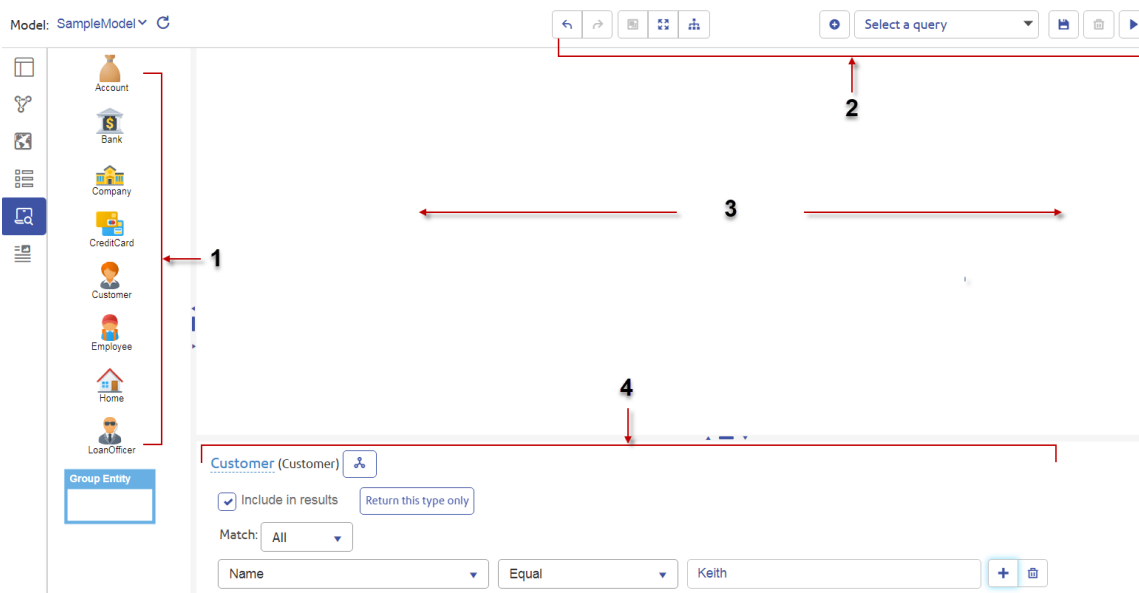 Model: SampleModel
Select a query
Account
2
Bank
Company
3
CreditCard
1
Customer
Employee
Home
4
LoanOfficer
Customer (Customer)
Group Entity
Include in results
Return this type only
Match: All
Name Equal Keith